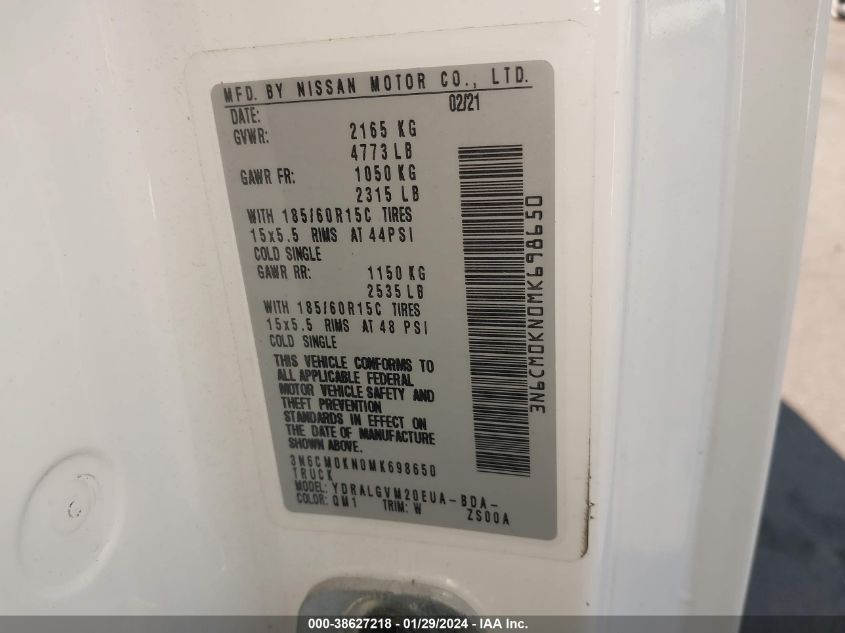 MFD. BY NISSAN MOTOR CO., LTD.
DATE: 02/21
GVWR: 2165 KG
4773 LB
GAWR FR: 1050 KG
2315 LB
WITH 185/60R15C TIRES
15x5.5 RIMS AT 44PSI
COLD SINGLE
GAWR RR: 1150 KG
2535 LB
WITH 185/60R15C TIRES
15x5.5 RIMS AT 48 PSI
COLD SINGLE
THIS VEHICLE CONFORMS TO
ALL APPLICABLE FEDERAL
MOTOR VEHICLE SAFETY AND
THEFT PREVENTION
STANDARDS IN EFFECT ON
THE DATE OF MANUFACTURE
SHOWN ABOVE.
3N6CM0KN0MK698650
TRUCK
MODEL: YDRALGVM20EUA-BDA-
COLOR: QM1 TRIM: W ZS00A
3N6CM0KN0MK698650
000-38627218 - 01/29/2024 - IAA Inc.